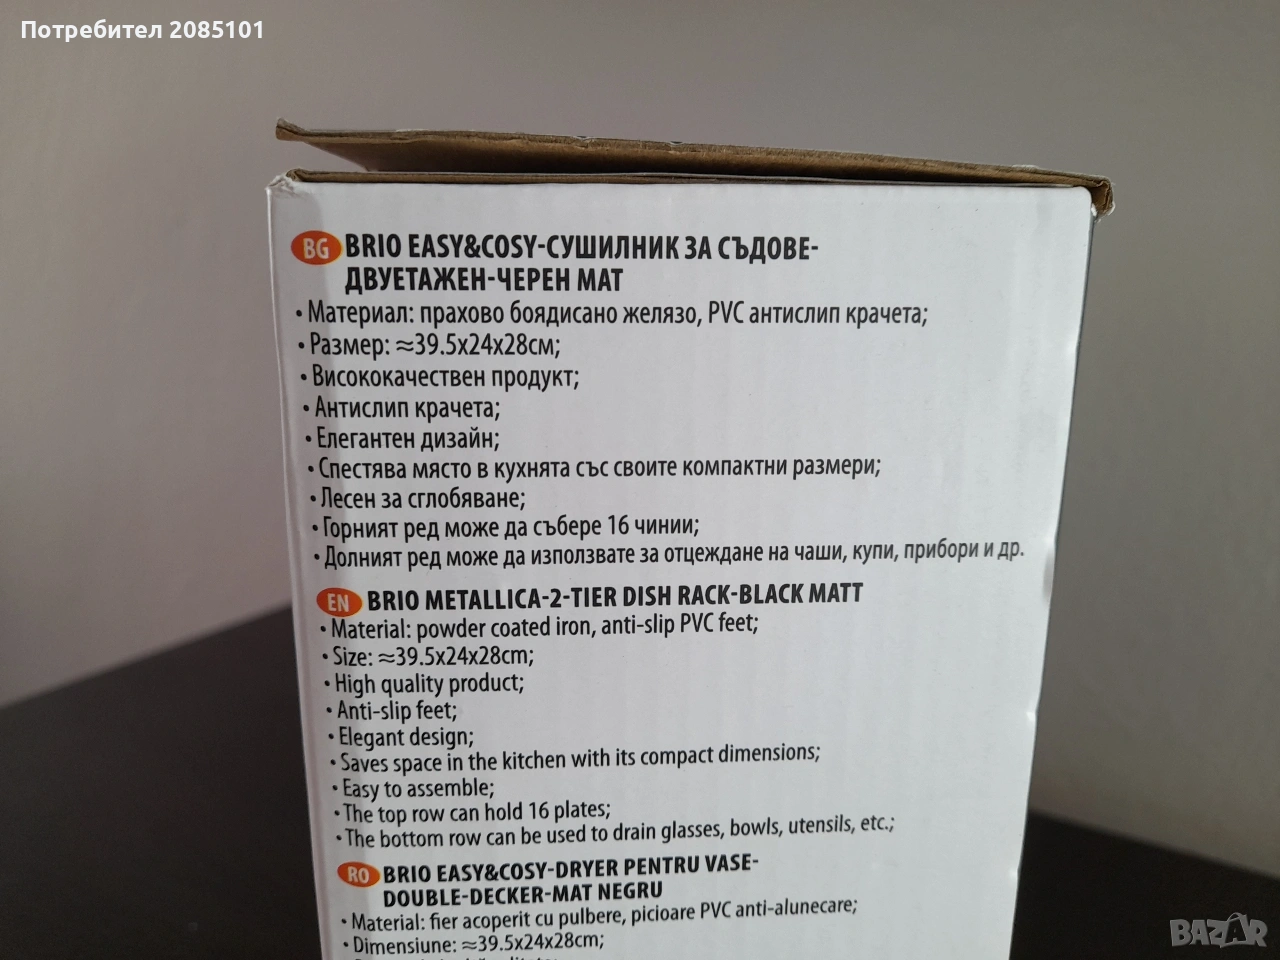 Потребител 2085101
BG BRIO EASY&COSY-СУШИЛНИК ЗА СЪДОВЕ-
ДВУЕТАЖЕН-ЧЕРЕН МАТ
• Материал: прахово боядисано желязо, PVC антислип крачета;
• Размер: ≈39.5x24x28см;
• Висококачествен продукт;
• Антислип крачета;
• Елегантен дизайн;
• Спестява място в кухнята със своите компактни размери;
• Лесен за сглобяване;
• Горният ред може да събере 16 чинии;
• Долният ред може да използвате за отцеждане на чаши, купи, прибори и др.
EN BRIO METALLICA-2-TIER DISH RACK-BLACK MATT
• Material: powder coated iron, anti-slip PVC feet;
• Size: ≈39.5x24x28cm;
• High quality product;
• Anti-slip feet;
• Elegant design;
• Saves space in the kitchen with its compact dimensions;
• Easy to assemble;
• The top row can hold 16 plates;
• The bottom row can be used to drain glasses, bowls, utensils, etc.;
RO BRIO EASY&COSY-DRYER PENTRU VASE-
DOUBLE-DECKER-MAT NEGRU
• Material: fier acoperit cu pulbere, picioare PVC anti-alunecare;
• Dimensiune: ≈39.5x24x28cm;
BAZAR